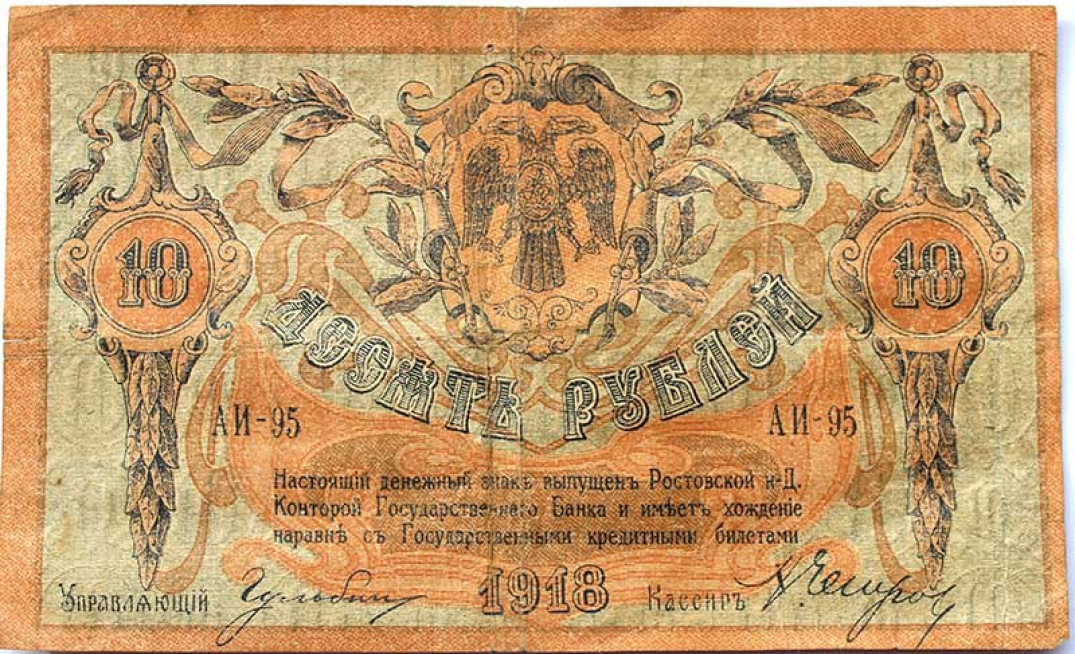 10 10
ДЕСЯТЬ РУБЛЕЙ
АИ-95 АИ-95
Настоящій денежный знакъ выпущенъ Ростовской н-Д.
Конторой Государственнаго Банка и имѣетъ хожденіе
наравнѣ съ Государственными кредитными билетами
Управляющій Гульбин 1918 Кассиръ